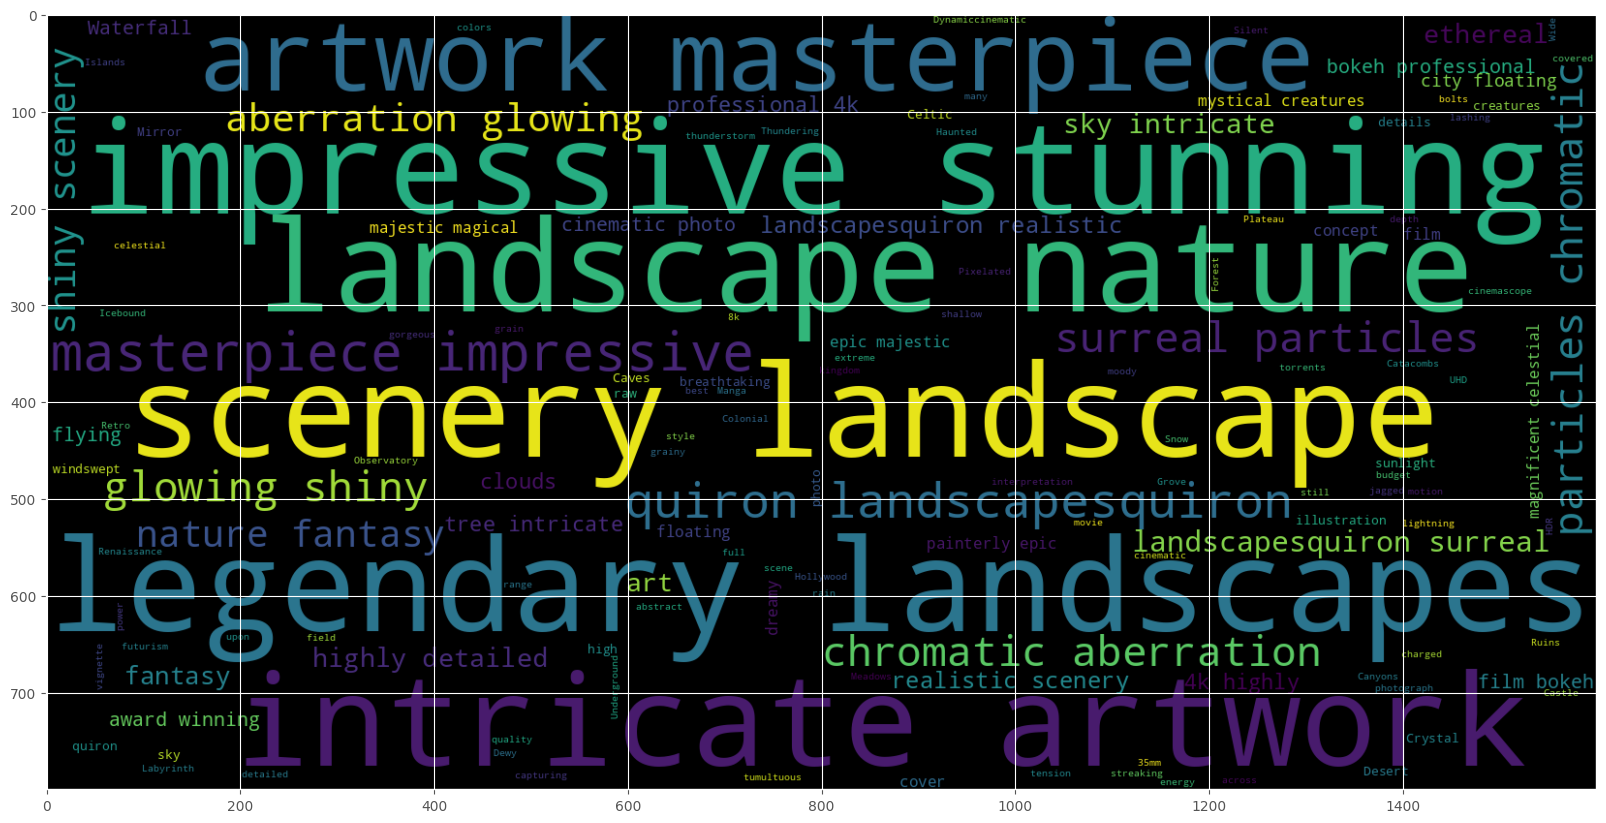 0
100
200
300
400
500
600
700
0
200
400
600
800
1000
1200
1400
Waterfall
colors
Dynamiccinematic
Silent
ethereal
Wide
artwork masterpiece
Islands
bokeh professional
covered
city floating
shiny scenery
many
mystical creatures
bolts
creatures
professional 4k
aberration glowing
Celtic
lashing
sky intricate
details
Mirror
thunderstorm
Thundering
Haunted
particles chromatic
impressive stunning
majestic magical
cinematic photo
landscapesquiron realistic
Plateau
death
concept
film
celestial
landscape nature
Pixelated
Forest
cinemascope
Icebound
8k
shallow
gorgeous
grain
masterpiece impressive
epic majestic
surreal particles
magnificent celestial
extreme
kingdom
moody
torrents
Catacombs
UHD
Caves
breathtaking
raw
best
Manga
scenery landscape
Retro
flying
Colonial
style
grainy
Snow
windswept
Observatory
sunlight
budget
glowing shiny
clouds
photo
interpretation
Grove
still
jagged
motion
quiron landscapesquiron
nature fantasy
tree intricate
floating
movie
illustration
lightning
HDR
painterly epic
landscapesquiron surreal
Renaissance
full
cinematic
legendary landscapes
range
art
scene
Hollywood
rain
dreamy
abstract
power
upon
field
futurism
high
vignette
highly detailed
chromatic aberration
charged
Ruins
fantasy
Underground
Meadows
realistic scenery
4k highly
Canyons
photograph
film bokeh
Castle
intricate artwork
award winning
quiron
sky
quality
Dewy
Crystal
Labyrinth
detailed
capturing
tumultuous
cover
tension
35mm
streaking
energy
across
Desert